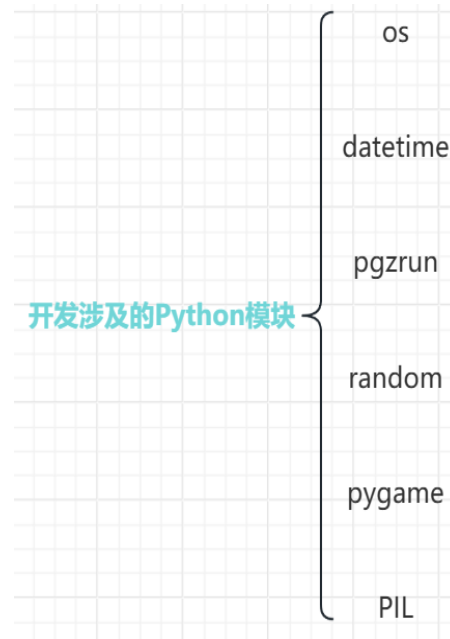 开发涉及的Python模块
os
datetime
pgzrun
random
pygame
PIL